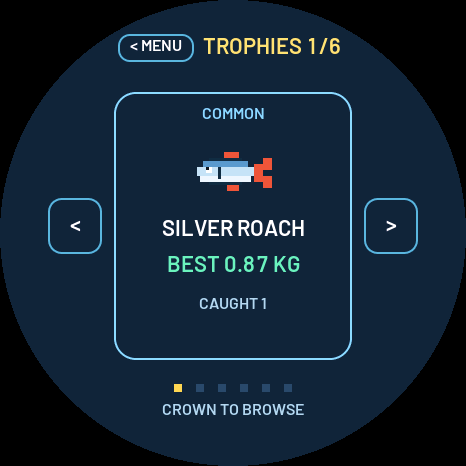 < MENU TROPHIES 1/6
COMMON
< >
SILVER ROACH
BEST 0.87 KG
CAUGHT 1
CROWN TO BROWSE